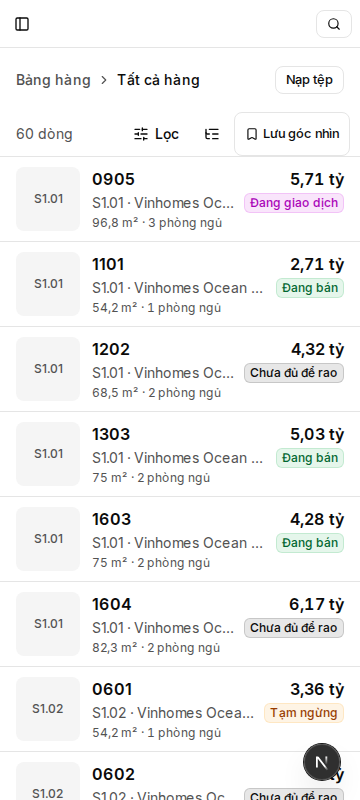 Bảng hàng > Tất cả hàng
Nạp tệp
60 dòng
Lọc
Lưu góc nhìn
S1.01
0905
5,71 tỷ
S1.01 · Vinhomes Oc...
Đang giao dịch
96,8 m² · 3 phòng ngủ
S1.01
1101
2,71 tỷ
S1.01 · Vinhomes Ocean ...
Đang bán
54,2 m² · 1 phòng ngủ
S1.01
1202
4,32 tỷ
S1.01 · Vinhomes Oc...
Chưa đủ để rao
68,5 m² · 2 phòng ngủ
S1.01
1303
5,03 tỷ
S1.01 · Vinhomes Ocean ...
Đang bán
75 m² · 2 phòng ngủ
S1.01
1603
4,28 tỷ
S1.01 · Vinhomes Ocean ...
Đang bán
75 m² · 2 phòng ngủ
S1.01
1604
6,17 tỷ
S1.01 · Vinhomes Oc...
Chưa đủ để rao
82,3 m² · 2 phòng ngủ
S1.02
0601
3,36 tỷ
S1.02 · Vinhomes Ocea...
Tạm ngừng
54,2 m² · 1 phòng ngủ
S1.02
0602
tỷ
S1.02 · Vinhomes Oc...
Chưa đủ để rao
N